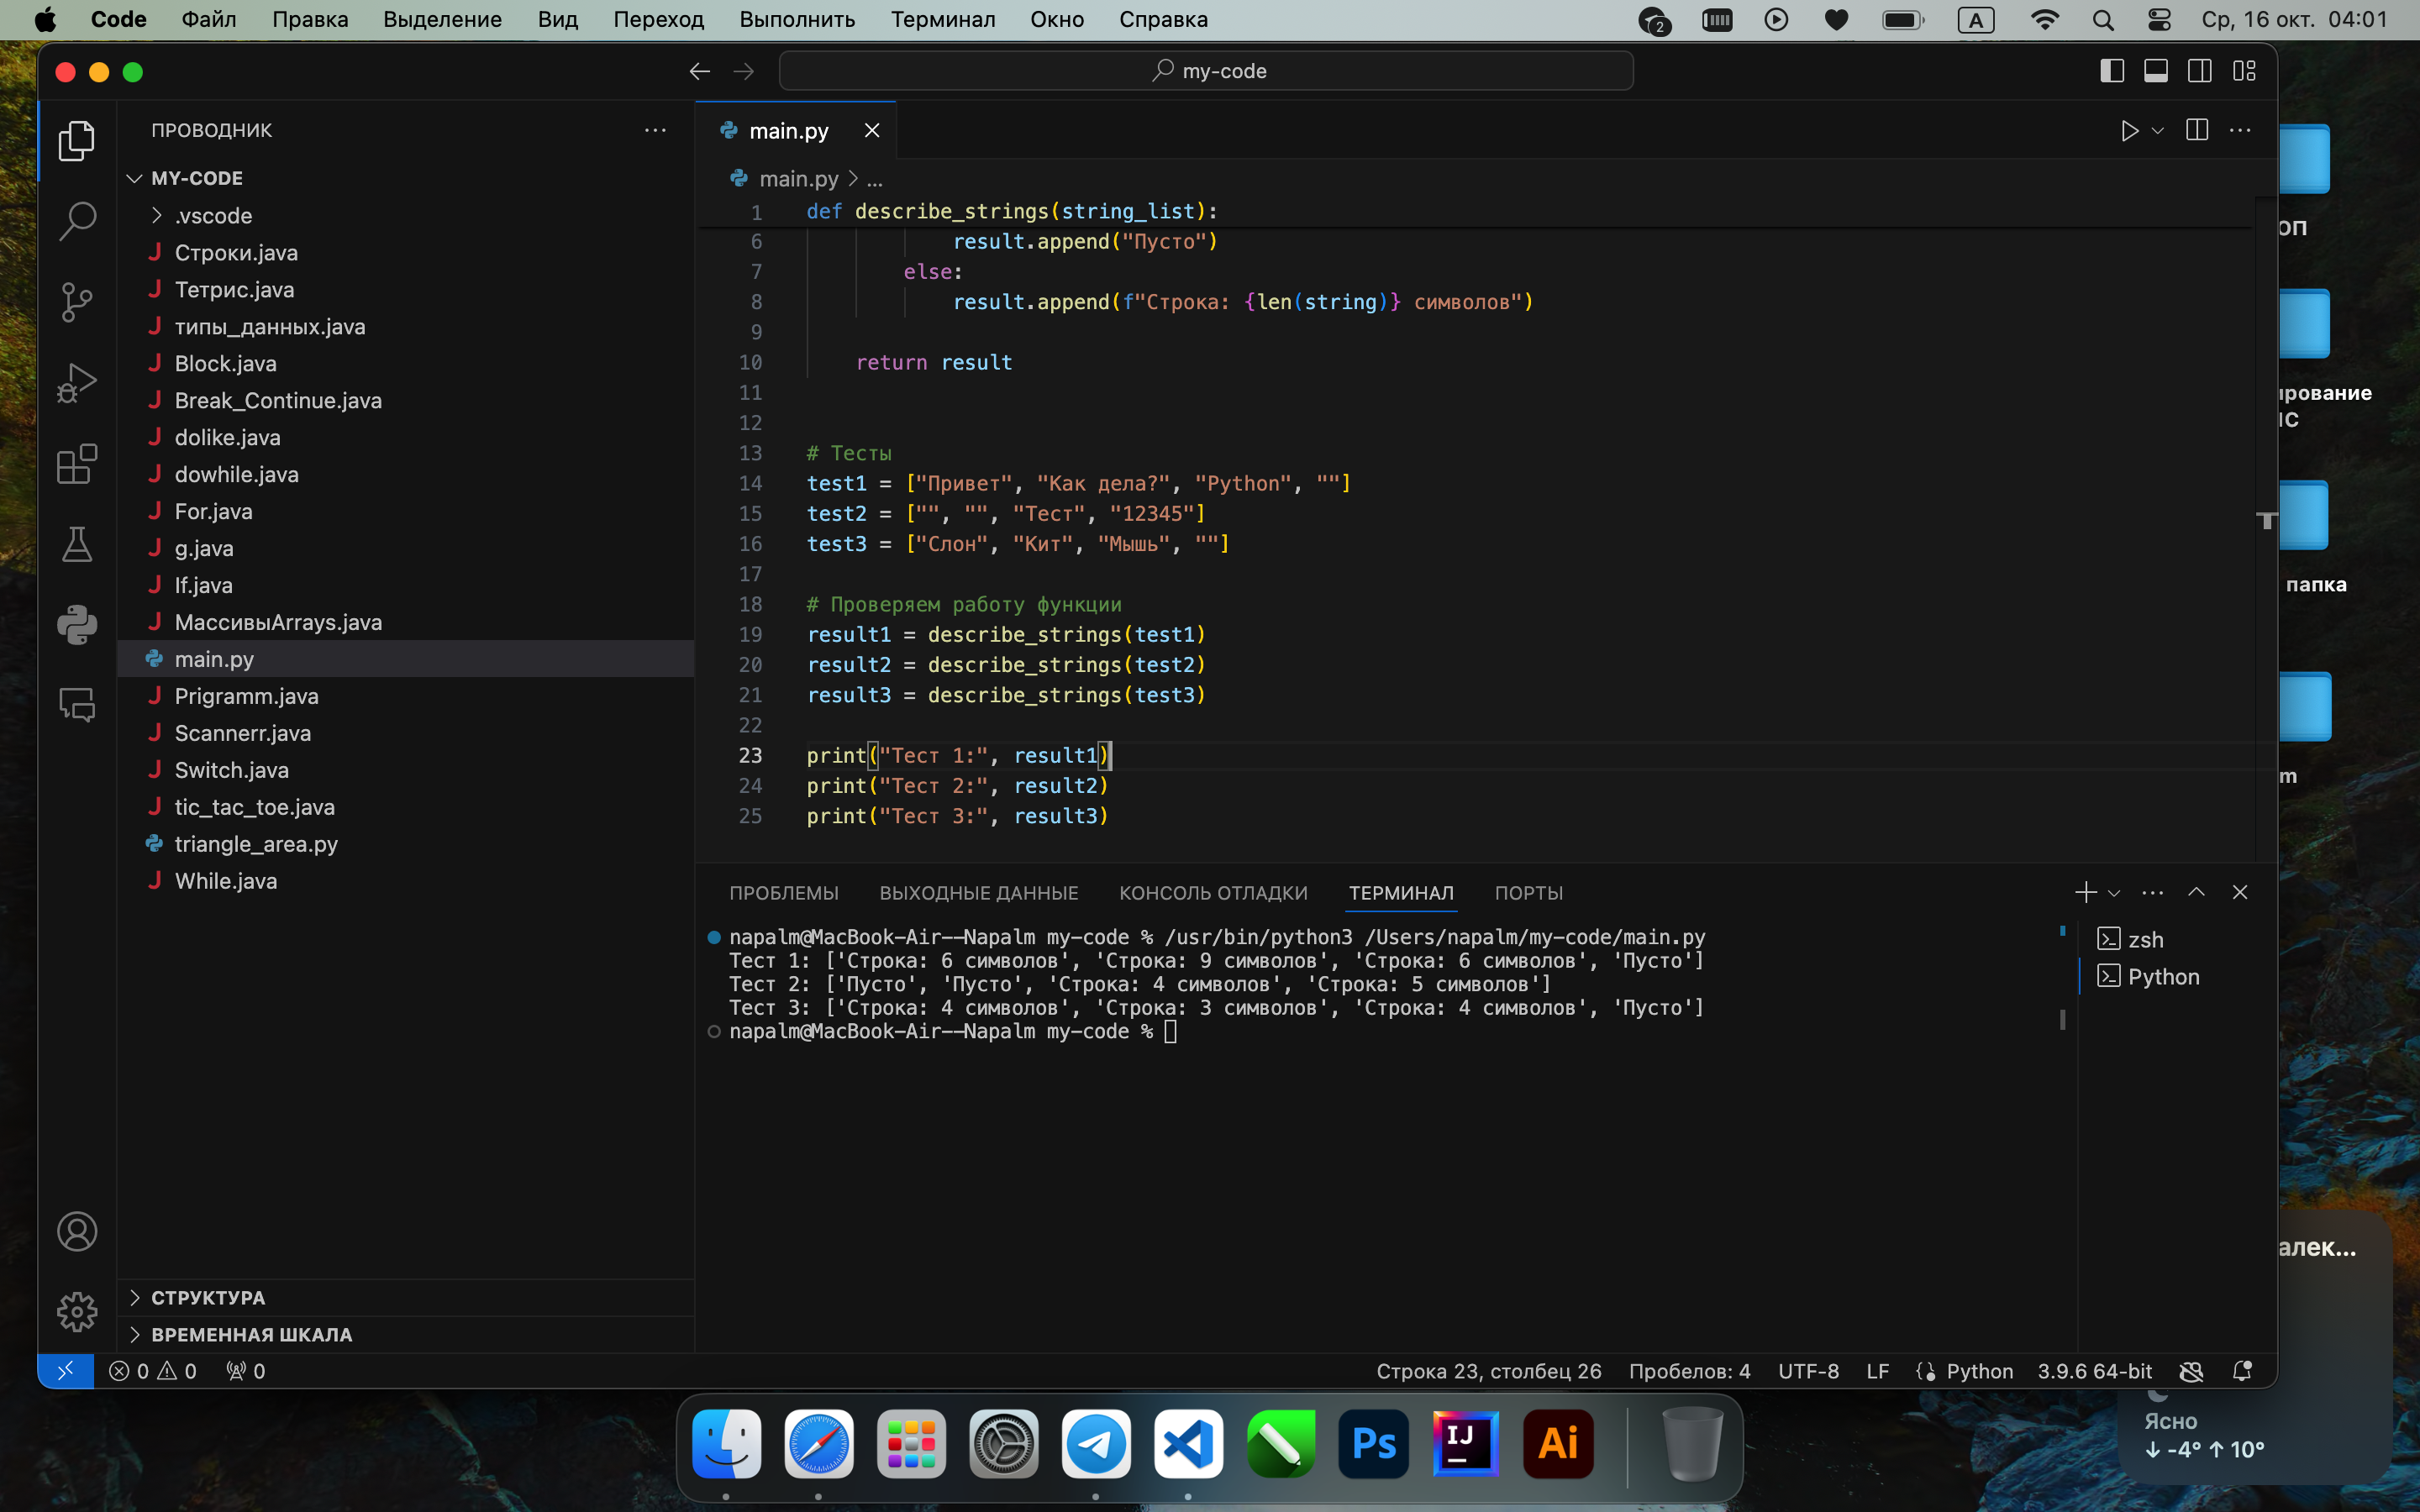 Code Файл Правка Выделение Вид Переход Выполнить Терминал Окно Справка 2 A Ср, 16 окт. 04:01
my-code
ПРОВОДНИК
MY-CODE
.vscode
J Строки.java
J Тетрис.java
J типы_данных.java
J Block.java
J Break_Continue.java
J dolike.java
J dowhile.java
J For.java
J g.java
J If.java
J МассивыArrays.java
main.py
J Prigramm.java
J Scannerr.java
J Switch.java
J tic_tac_toe.java
triangle_area.py
J While.java
СТРУКТУРА
ВРЕМЕННАЯ ШКАЛА
main.py
main.py > ...
1 def describe_strings(string_list):
6 result.append("Пусто")
7 else:
8 result.append(f"Строка: {len(string)} символов")
9
10 return result
11
12
13 # Тесты
14 test1 = ["Привет", "Как дела?", "Python", ""]
15 test2 = ["", "", "Тест", "12345"]
16 test3 = ["Слон", "Кит", "Мышь", ""]
17
18 # Проверяем работу функции
19 result1 = describe_strings(test1)
20 result2 = describe_strings(test2)
21 result3 = describe_strings(test3)
22
23 print("Тест 1:", result1)
24 print("Тест 2:", result2)
25 print("Тест 3:", result3)
ПРОБЛЕМЫ ВЫХОДНЫЕ ДАННЫЕ КОНСОЛЬ ОТЛАДКИ ТЕРМИНАЛ ПОРТЫ
napalm@MacBook-Air--Napalm my-code % /usr/bin/python3 /Users/napalm/my-code/main.py
Тест 1: ['Строка: 6 символов', 'Строка: 9 символов', 'Строка: 6 символов', 'Пусто']
Тест 2: ['Пусто', 'Пусто', 'Строка: 4 символов', 'Строка: 5 символов']
Тест 3: ['Строка: 4 символов', 'Строка: 3 символов', 'Строка: 4 символов', 'Пусто']
napalm@MacBook-Air--Napalm my-code %
zsh
Python
0 0 0 Строка 23, столбец 26 Пробелов: 4 UTF-8 LF Python 3.9.6 64-bit
оп
ирование
ІС
папка
m
алек...
Ясно
↓ -4° ↑ 10°
Ps IJ Ai